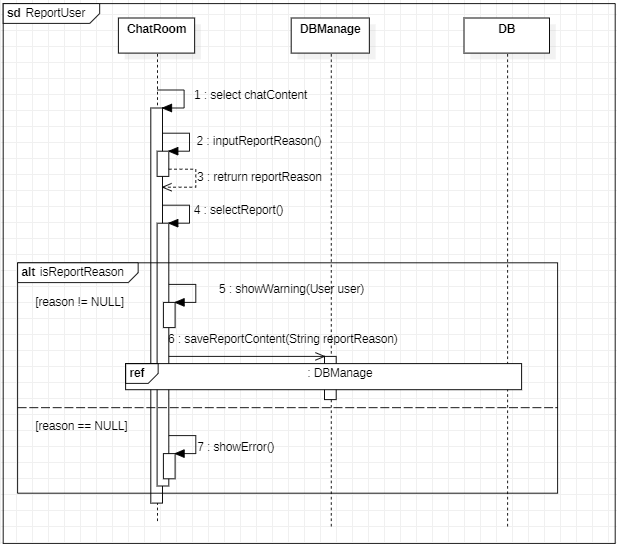 sd ReportUser
ChatRoom
DBManage
DB
1 : select chatContent
2 : inputReportReason()
3 : retrurn reportReason
4 : selectReport()
alt isReportReason
[reason != NULL]
5 : showWarning(User user)
6 : saveReportContent(String reportReason)
ref
: DBManage
[reason == NULL]
7 : showError()